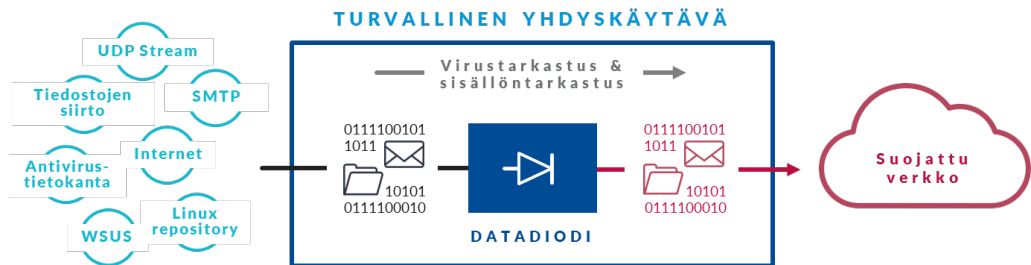 TURVALLINEN YHDYSKÄYTÄVÄ
UDP Stream
Tiedostojen
siirto
SMTP
Antivirus-
tietokanta
Internet
WSUS
Linux
repository
Virustarkastus &
sisällöntarkastus
0111100101
1011
10101
0111100010
DATADIODI
0111100101
1011
10101
0111100010
Suojattu
verkko